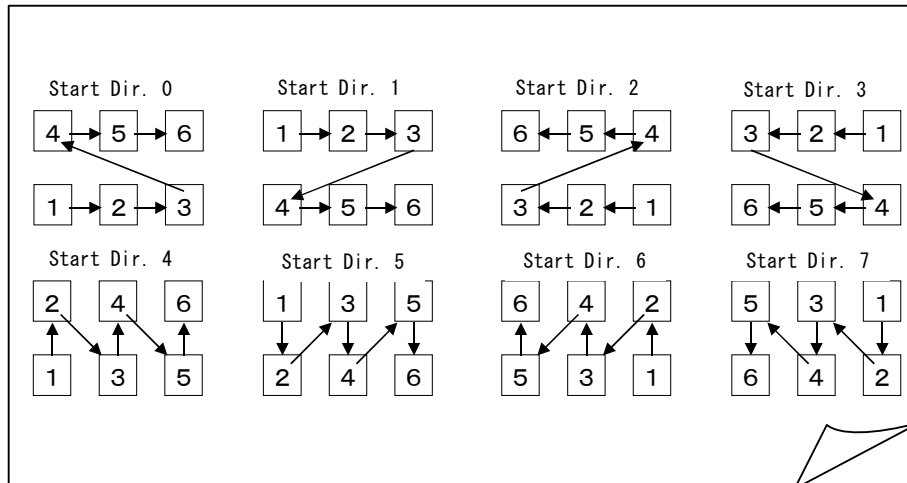 Start Dir. 0 Start Dir. 1 Start Dir. 2 Start Dir. 3
4 5 6 1 2 3 6 5 4 3 2 1
1 2 3 4 5 6 3 2 1 6 5 4
Start Dir. 4 Start Dir. 5 Start Dir. 6 Start Dir. 7
2 4 6 1 3 5 6 4 2 5 3 1
1 3 5 2 4 6 5 3 1 6 4 2